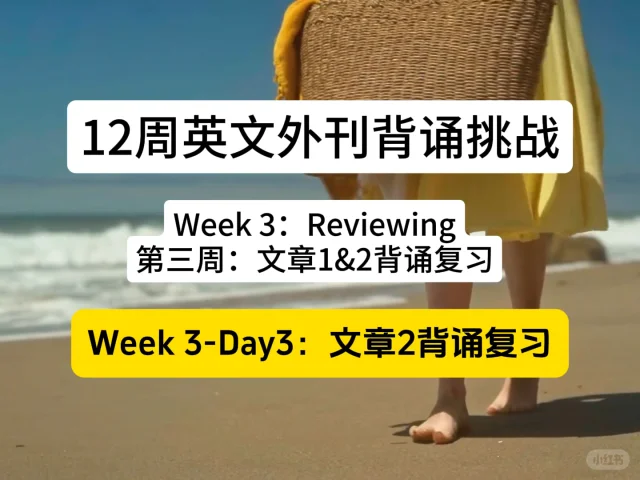 12周英文外刊背诵挑战
Week 3：Reviewing
第三周：文章1&2背诵复习
Week 3-Day3：文章2背诵复习
小红书